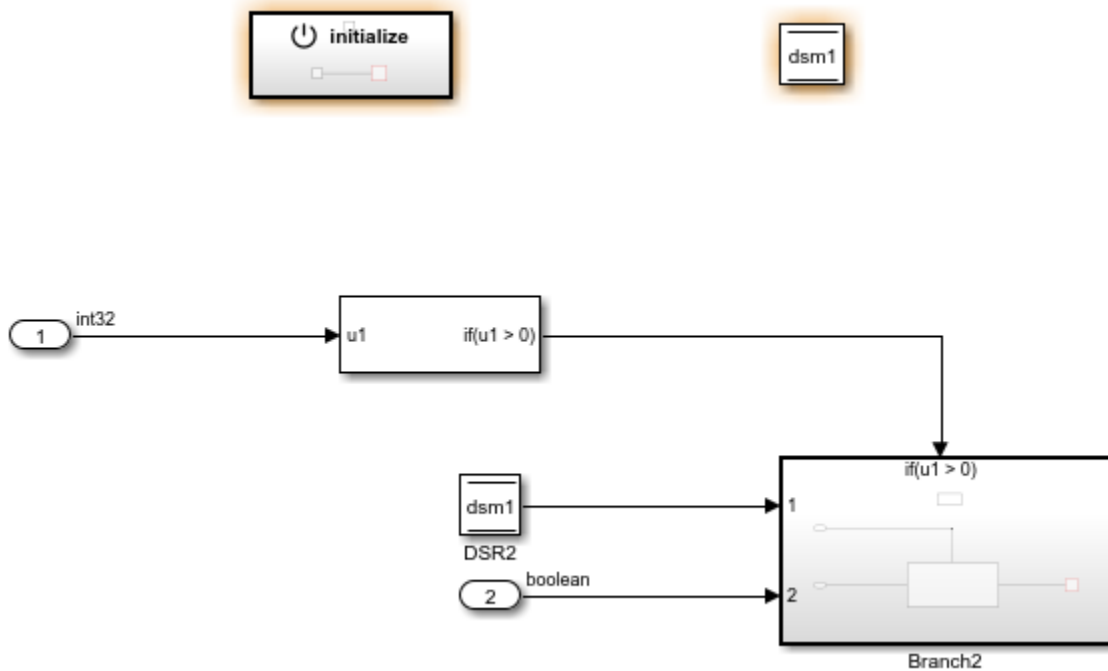 initialize
dsm1
1
int32
u1
if(u1 > 0)
if(u1 > 0)
dsm1
1
DSR2
2
boolean
2
Branch2